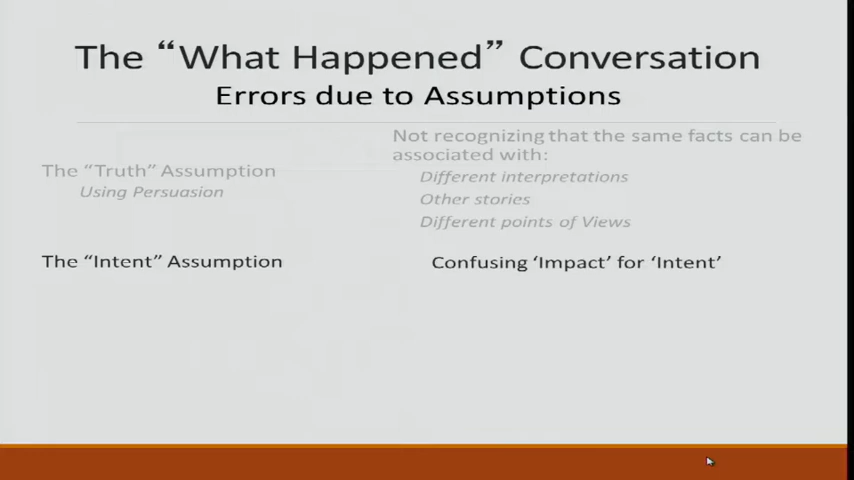 The “What Happened” Conversation
Errors due to Assumptions
The “Truth” Assumption
Using Persuasion
Not recognizing that the same facts can be
associated with:
Different interpretations
Other stories
Different points of Views
The “Intent” Assumption
Confusing ‘Impact’ for ‘Intent’